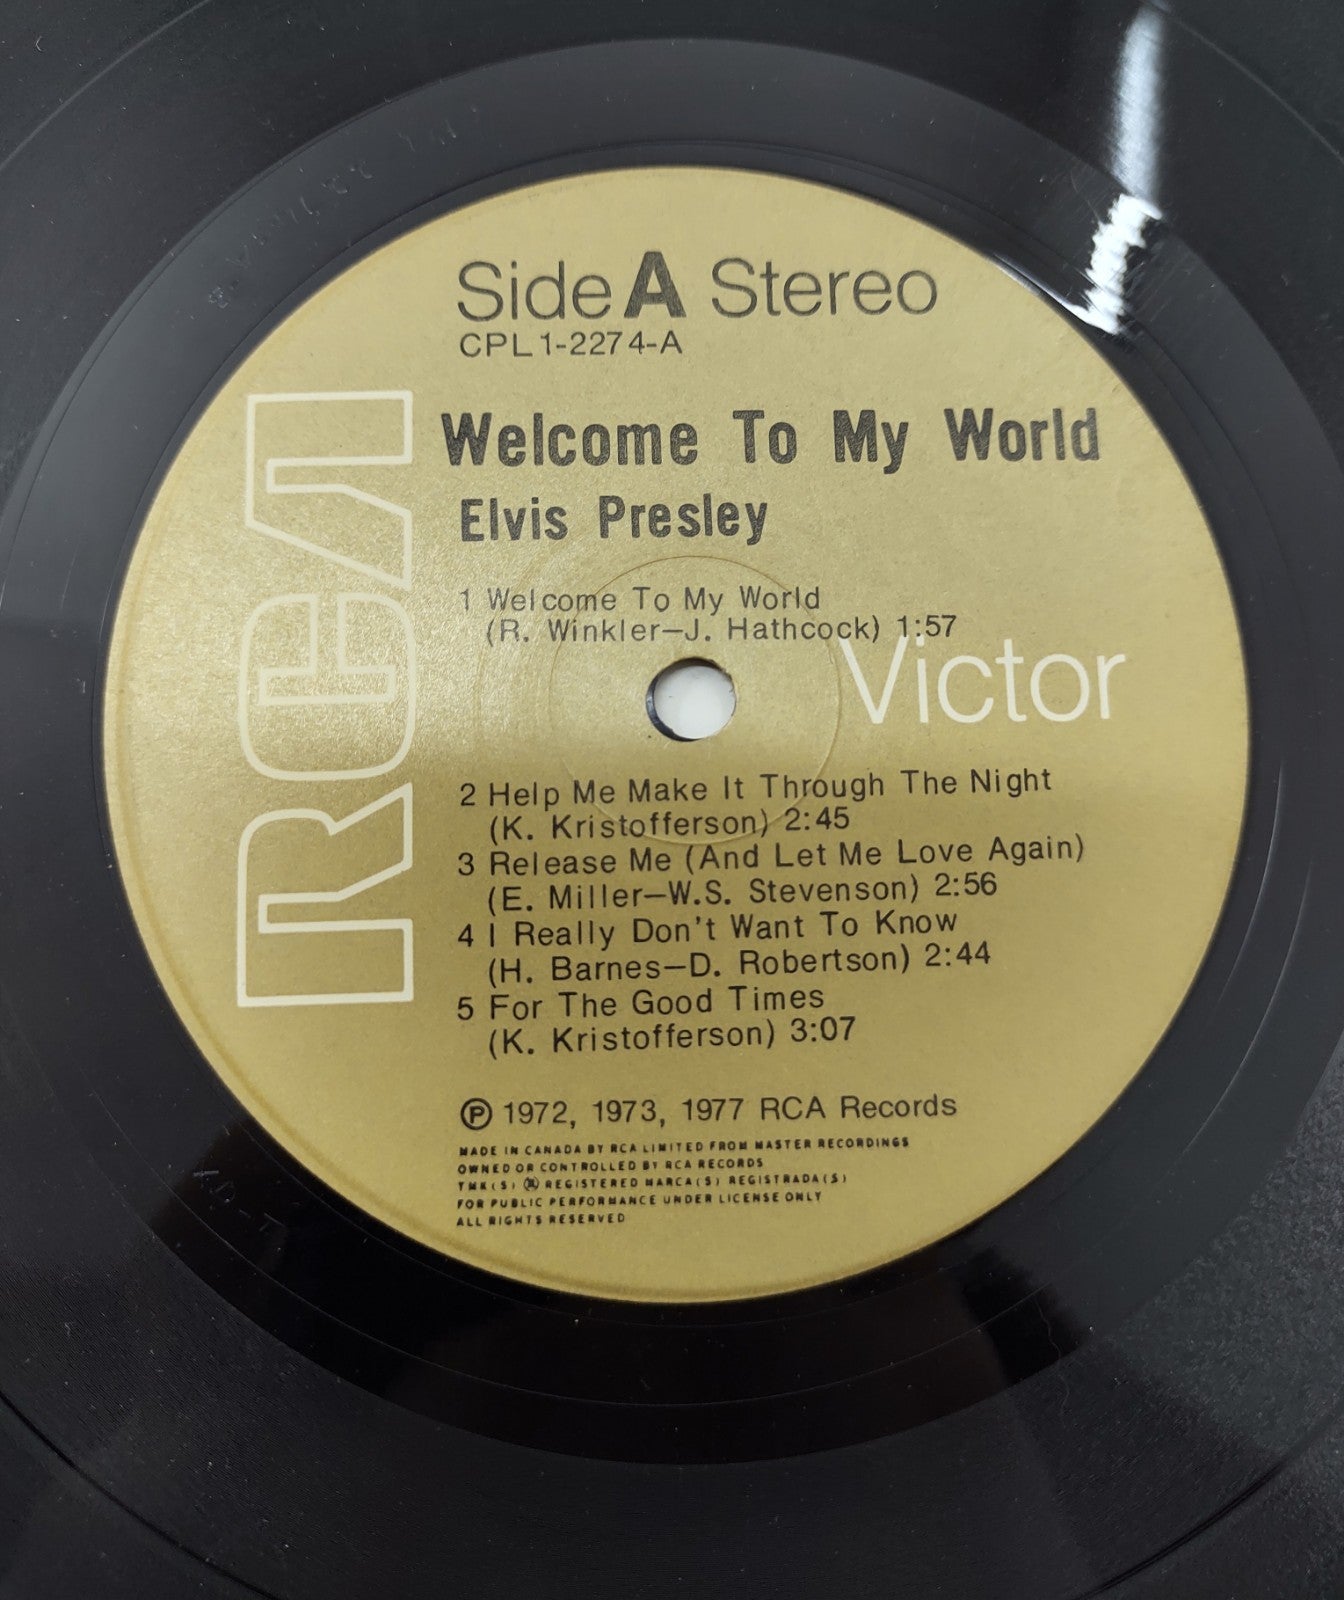 Side A Stereo
CPL1-2274-A
Welcome To My World
Elvis Presley
1 Welcome To My World
(R. Winkler—J. Hathcock) 1:57
RCA
Victor
2 Help Me Make It Through The Night
(K. Kristofferson) 2:45
3 Release Me (And Let Me Love Again)
(E. Miller—W.S. Stevenson) 2:56
4 I Really Don't Want To Know
(H. Barnes—D. Robertson) 2:44
5 For The Good Times
(K. Kristofferson) 3:07
℗ 1972, 1973, 1977 RCA Records
MADE IN CANADA BY RCA LIMITED FROM MASTER RECORDINGS
OWNED OR CONTROLLED BY RCA RECORDS
TMK(S) ® REGISTERED MARCA(S) REGISTRADA(S)
FOR PUBLIC PERFORMANCE UNDER LICENSE ONLY
ALL RIGHTS RESERVED